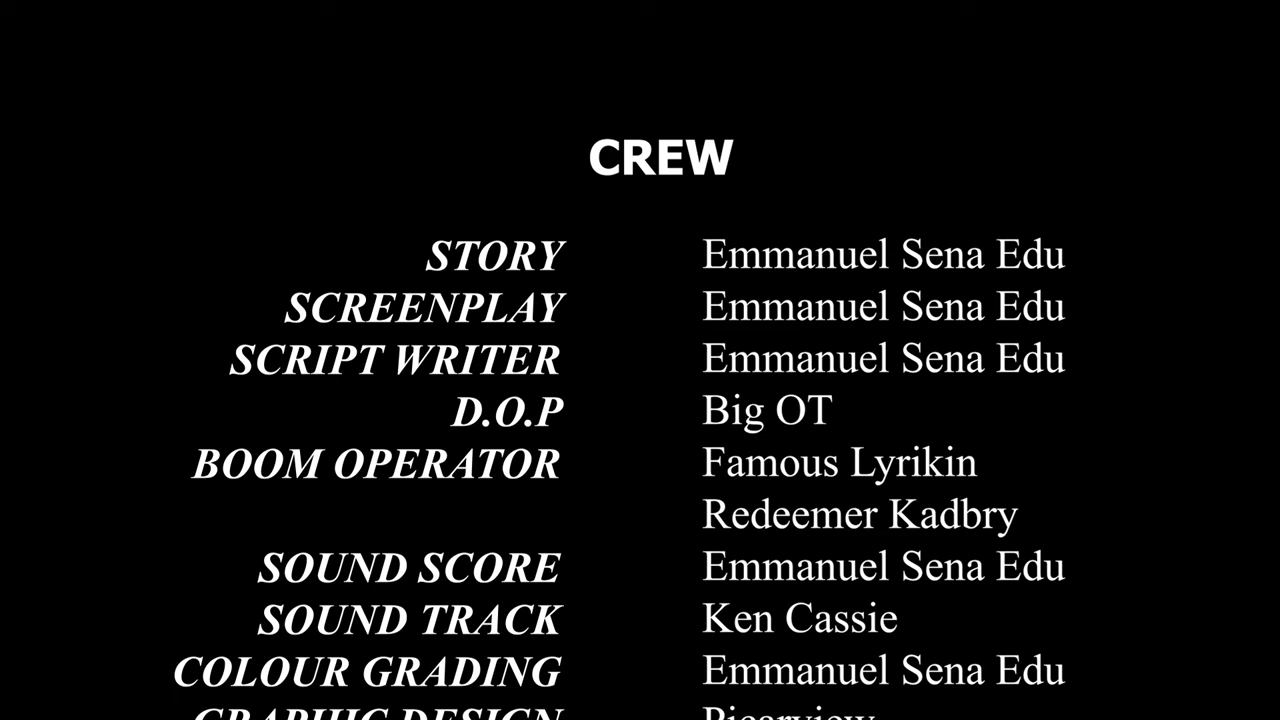 CREW
STORY Emmanuel Sena Edu
SCREENPLAY Emmanuel Sena Edu
SCRIPT WRITER Emmanuel Sena Edu
D.O.P Big OT
BOOM OPERATOR Famous Lyrikin
Redeemer Kadbry
SOUND SCORE Emmanuel Sena Edu
SOUND TRACK Ken Cassie
COLOUR GRADING Emmanuel Sena Edu
GRAPHIC DESIGN Picarview